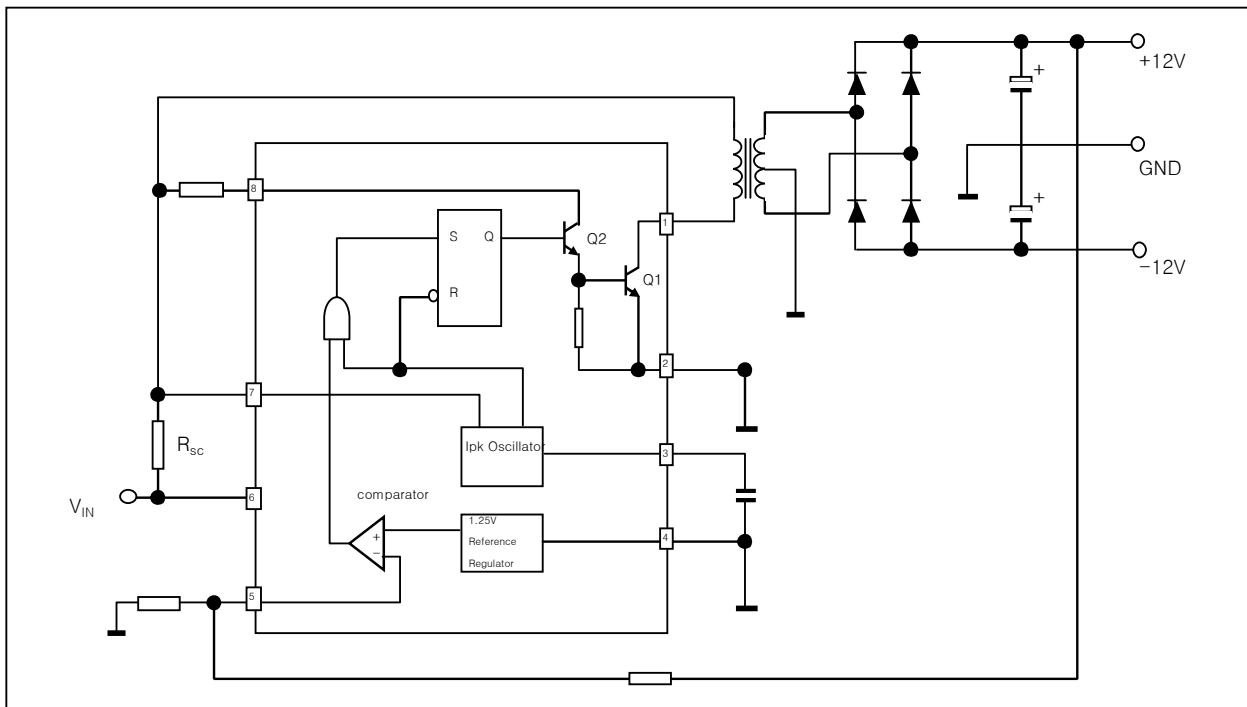 +12V
+
GND
8
1
S Q
Q2
Q1
R
+
−12V
2
7
Ipk Oscillator
3
Rsc
VIN
6
comparator
1.25V
Reference
Regulator
+
−
4
5